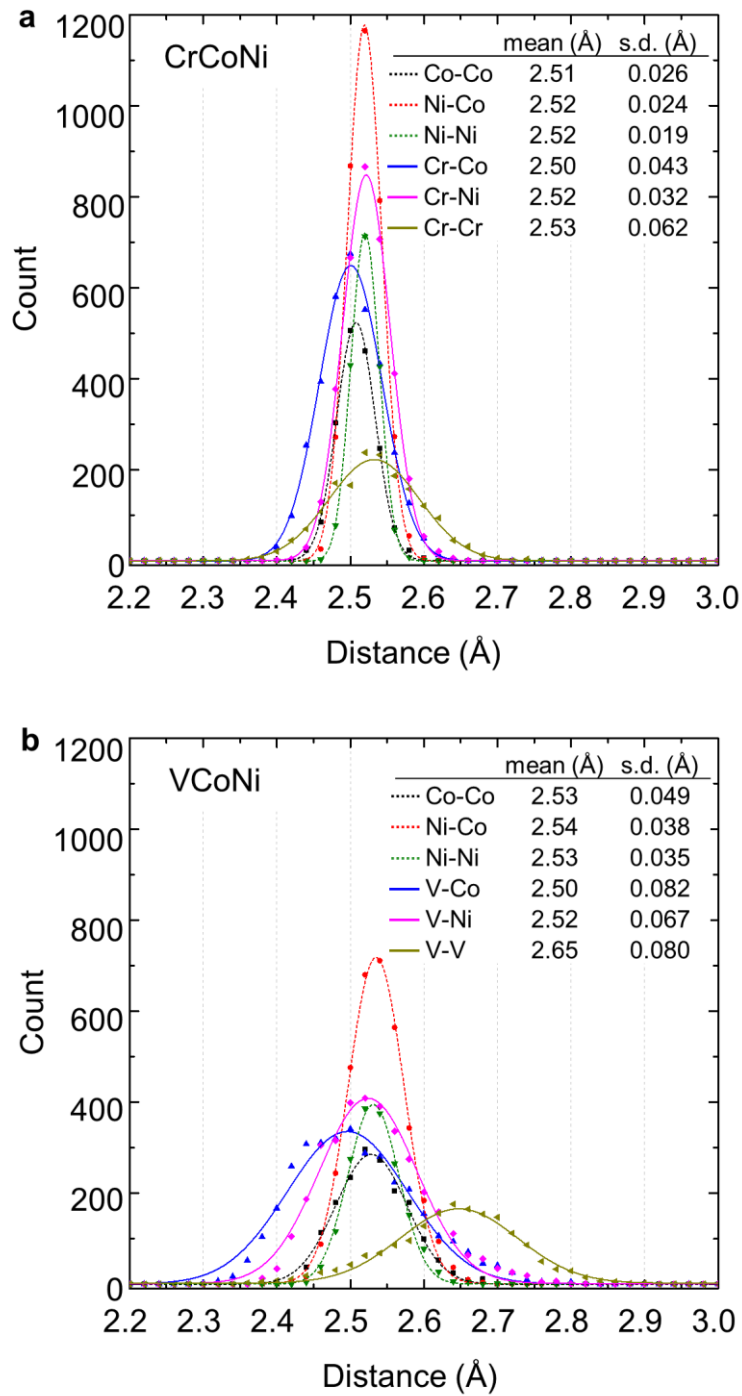 a
1200
CrCoNi
mean (Å) s.d. (Å)
Co-Co 2.51 0.026
Ni-Co 2.52 0.024
Ni-Ni 2.52 0.019
Cr-Co 2.50 0.043
Cr-Ni 2.52 0.032
Cr-Cr 2.53 0.062
1000
800
600
400
200
0
Count
2.2 2.3 2.4 2.5 2.6 2.7 2.8 2.9 3.0
Distance (Å)
b
1200
VCoNi
mean (Å) s.d. (Å)
Co-Co 2.53 0.049
Ni-Co 2.54 0.038
Ni-Ni 2.53 0.035
V-Co 2.50 0.082
V-Ni 2.52 0.067
V-V 2.65 0.080
1000
800
600
400
200
0
Count
2.2 2.3 2.4 2.5 2.6 2.7 2.8 2.9 3.0
Distance (Å)